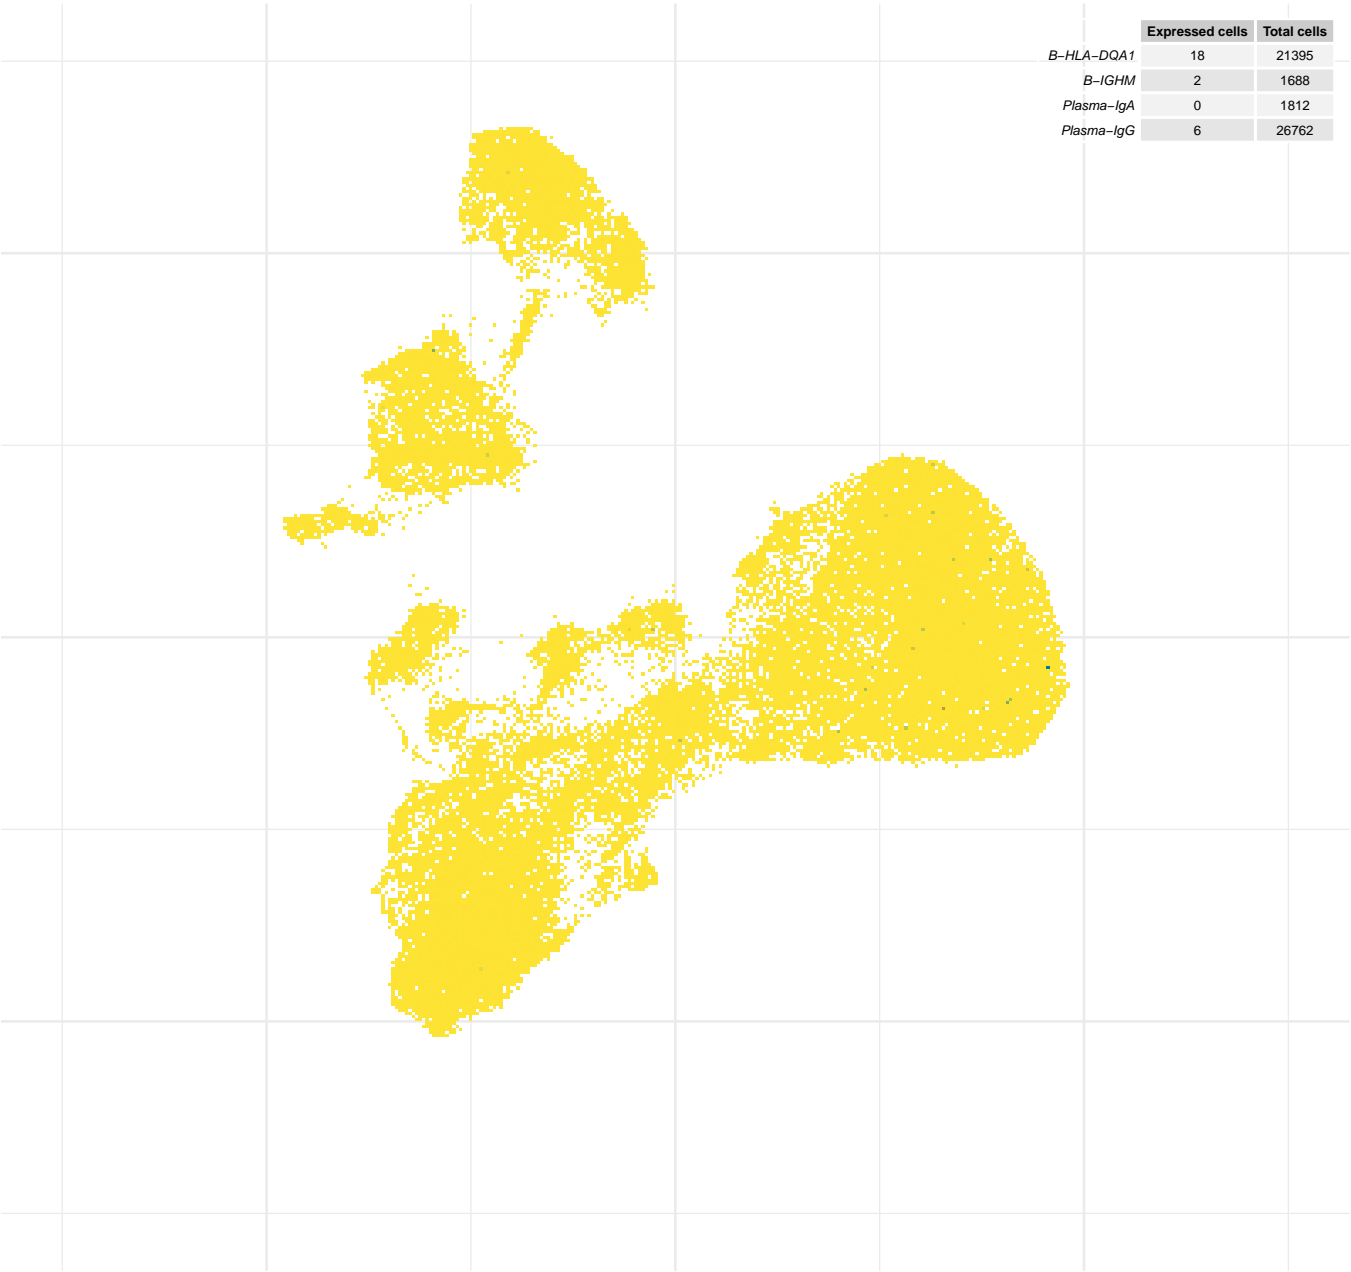 Expressed cells Total cells
B−HLA−DQA1 18 21395
B−IGHM 2 1688
Plasma−IgA 0 1812
Plasma−IgG 6 26762